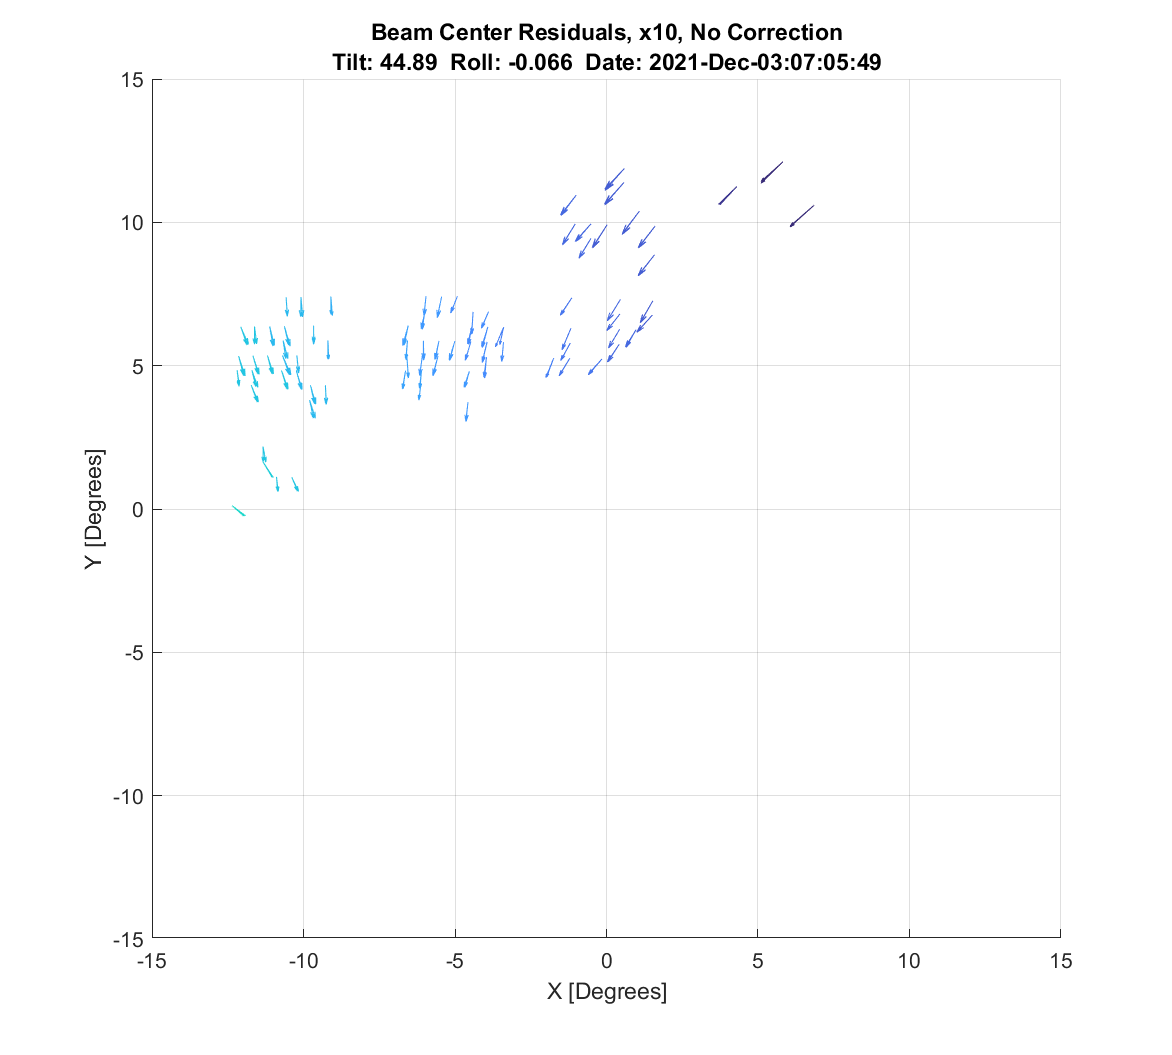 Beam Center Residuals, x10, No Correction
Tilt: 44.89  Roll: -0.066  Date: 2021-Dec-03:07:05:49
15
10
5
0
-5
-10
-15
Y [Degrees]
-15 -10 -5 0 5 10 15
X [Degrees]